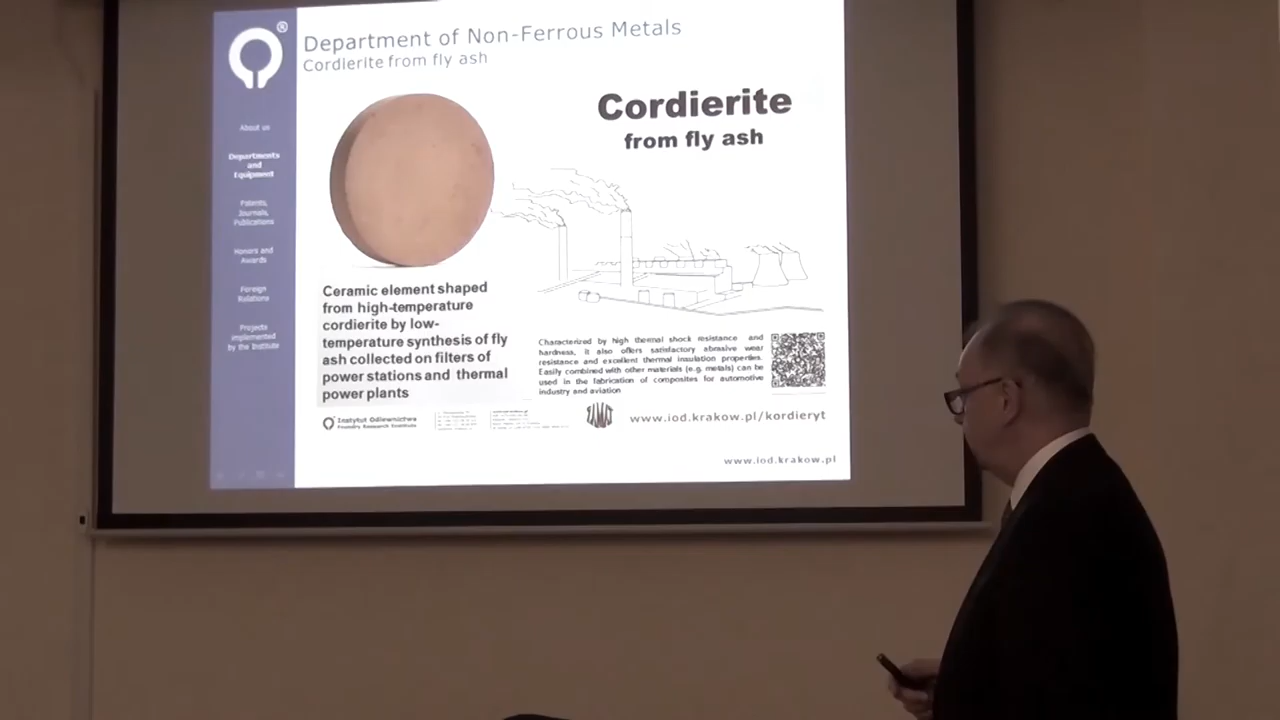 ®
Department of Non-Ferrous Metals
Cordierite from fly ash
About us
Departments
and
Equipment
Patents,
Journals,
Publications
Honors and
Awards
Foreign
Relations
Projects
implemented
by the Institute
Cordierite
from fly ash
Ceramic element shaped
from high-temperature
cordierite by low-
temperature synthesis of fly
ash collected on filters of
power stations and thermal
power plants
Characterized by high thermal shock resistance and
hardness, it also offers satisfactory abrasive wear
resistance and excellent thermal insulation properties.
Easily combined with other materials (e.g. metals) can be
used in the fabrication of composites for automotive
industry and aviation
Instytut Odlewnictwa
Foundry Research Institute
www.iod.krakow.pl/kordieryt
www.iod.krakow.pl